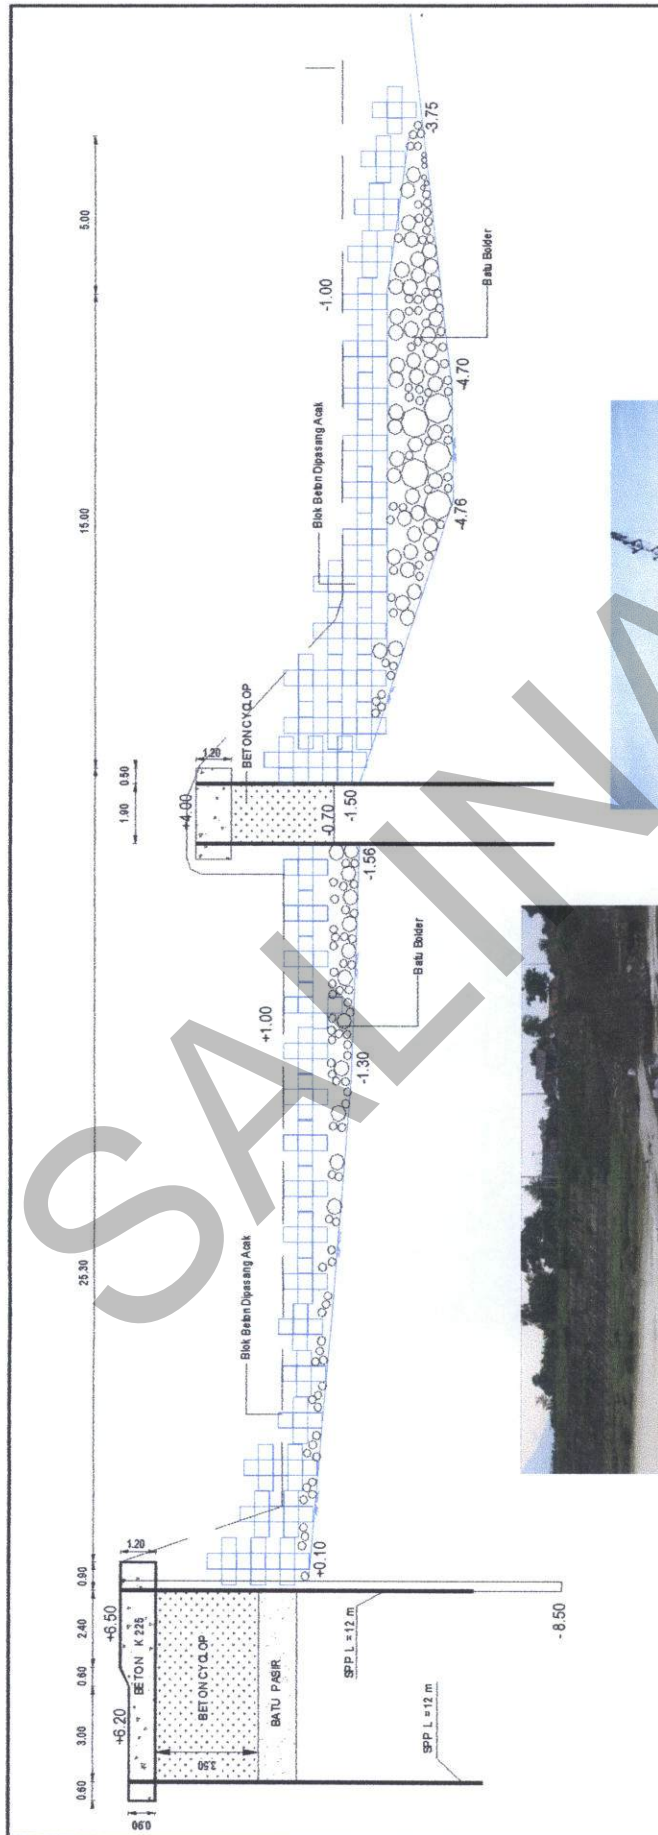 0.60
3.00
0.60
2.40
0.90
25.30
1.90
0.50
15.00
5.00
0.90
+6.20
+6.50
1.20
BETON K 225
BETON CYCLOP
BATU PASIR
SPP L = 12 m
SPP L = 12 m
-8.50
+0.10
Blok Beton Dipasang Acak
+1.00
-1.30
Batu Bolder
-1.56
+4.00
1.20
BETON CYCLOP
-0.70
-1.50
Blok Beton Dipasang Acak
-1.00
-4.76
-4.70
Batu Bolder
-3.75